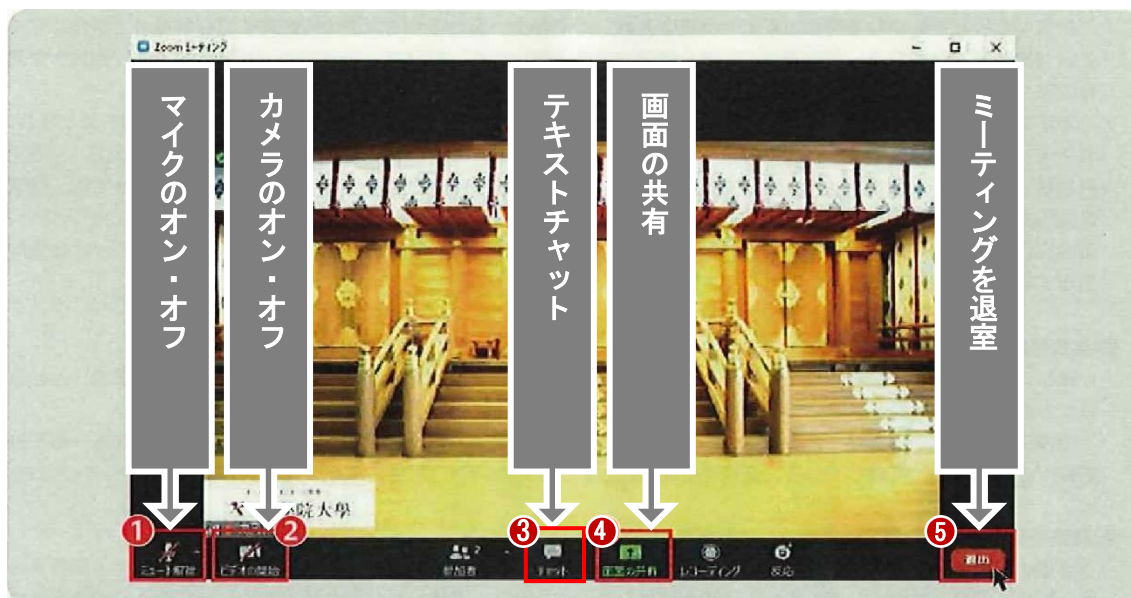 Zoom ミーティング
マイクのオン・オフ
カメラのオン・オフ
テキストチャット
画面の共有
ミーティングを退室
院大學
1
2
3
4
5
ミュート解除
ビデオの開始
参加者
2
チャット
画面の共有
レコーディング
反応
退出